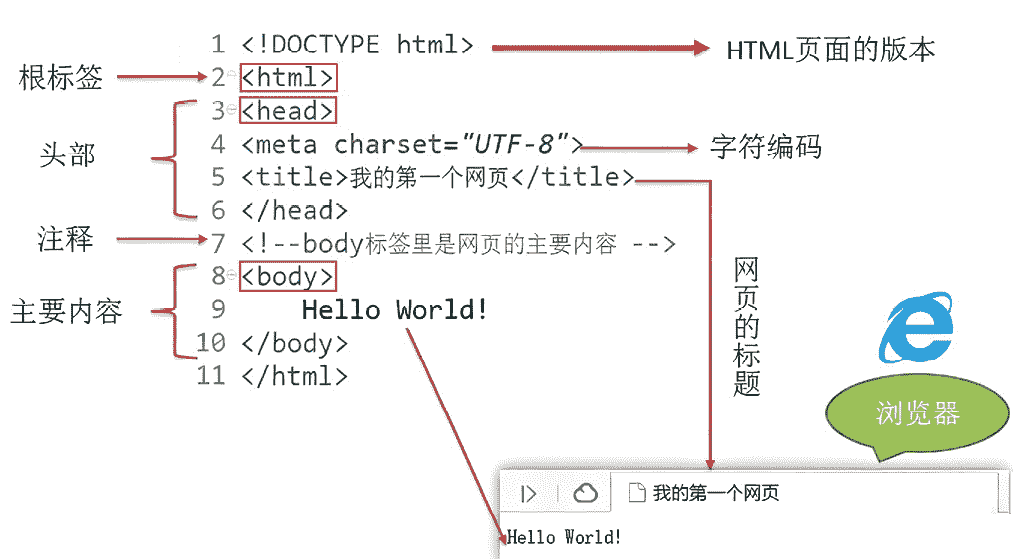 1 <!DOCTYPE html>
HTML页面的版本
根标签
2 <html>
3 <head>
头部
4 <meta charset="UTF-8">
字符编码
5 <title>我的第一个网页</title>
6 </head>
注释
7 <!--body标签里是网页的主要内容 -->
8 <body>
主要内容
9 Hello World!
10 </body>
11 </html>
网页的标题
浏览器
我的第一个网页
Hello World!